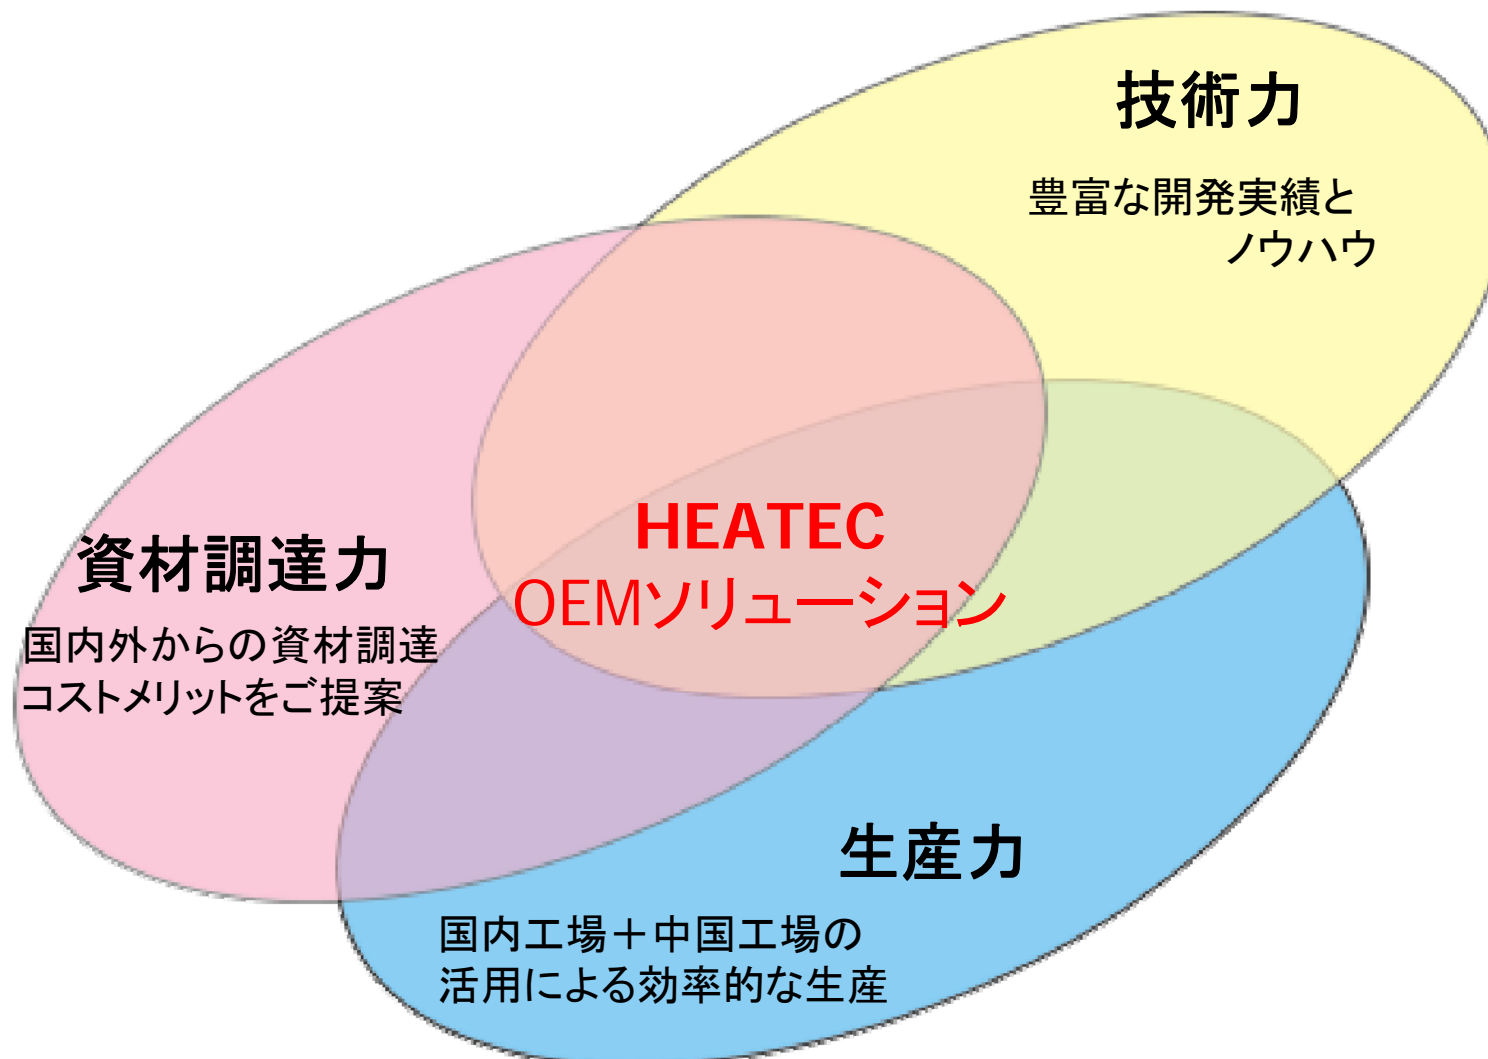 技術力
豊富な開発実績と
ノウハウ
HEATEC
OEMソリューション
資材調達力
国内外からの資材調達
コストメリットをご提案
生産力
国内工場＋中国工場の
活用による効率的な生産